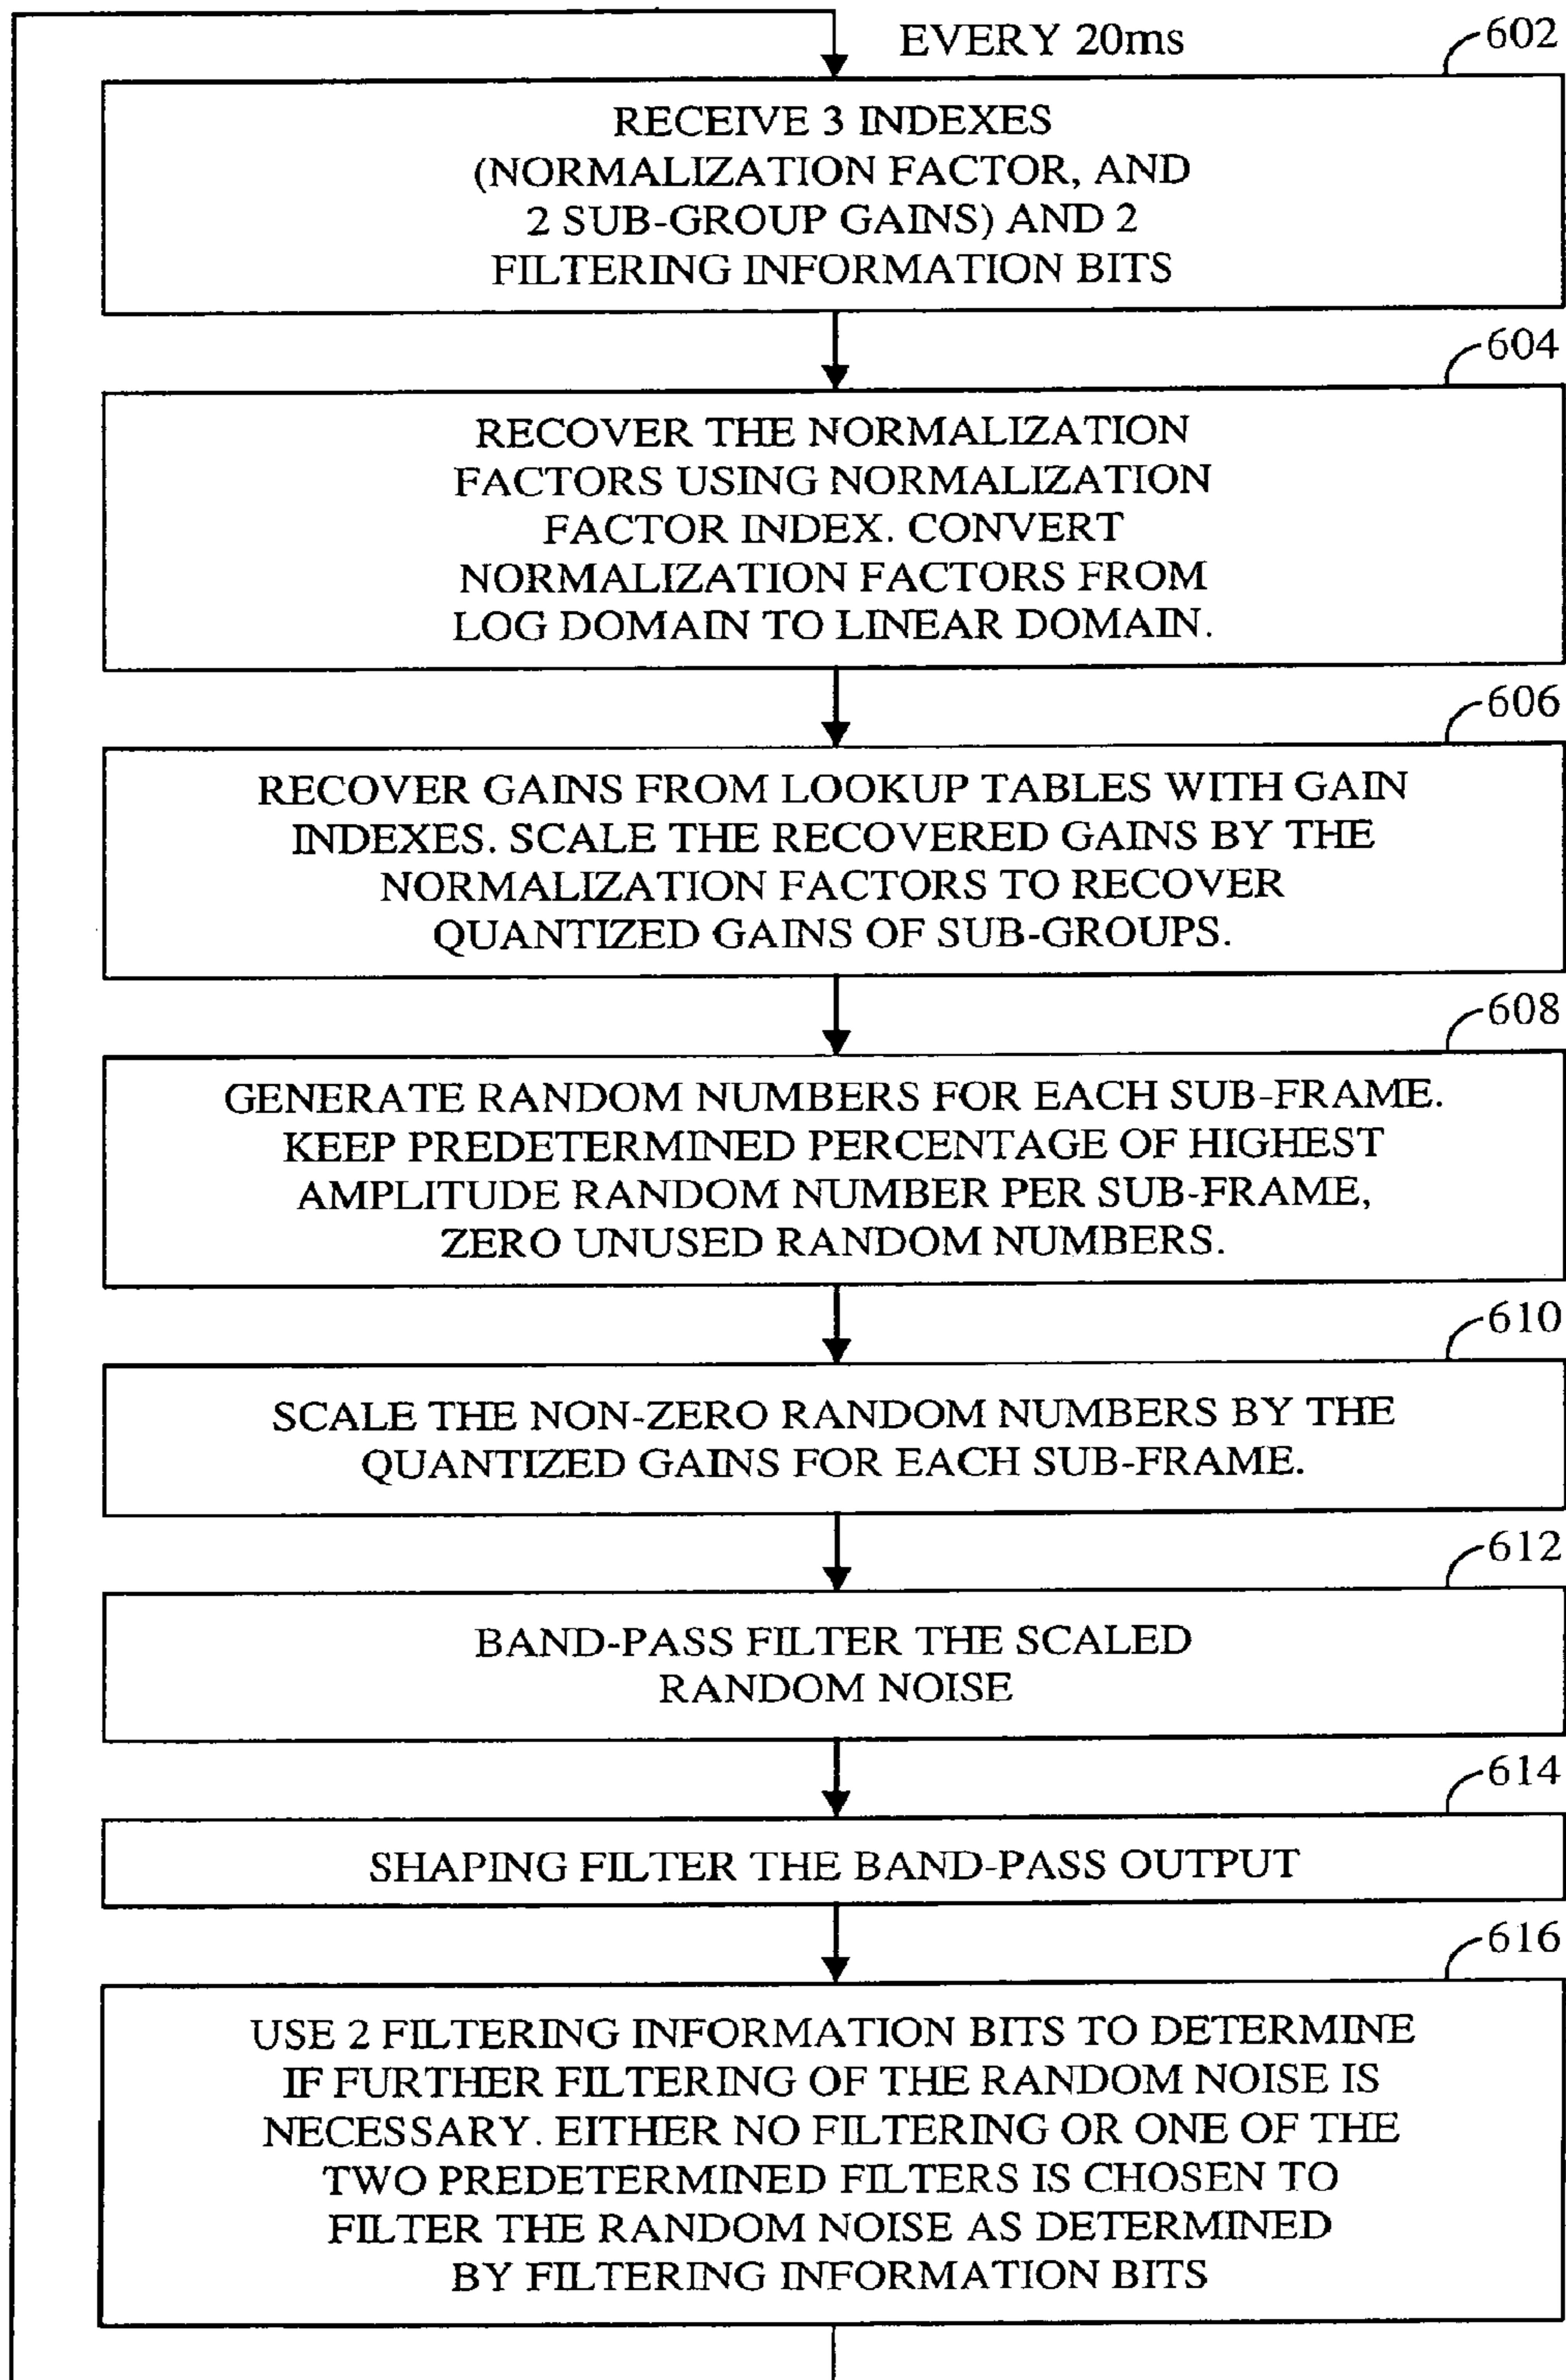 EVERY 20ms
602
RECEIVE 3 INDEXES
(NORMALIZATION FACTOR, AND
2 SUB-GROUP GAINS) AND 2
FILTERING INFORMATION BITS
604
RECOVER THE NORMALIZATION
FACTORS USING NORMALIZATION
FACTOR INDEX. CONVERT
NORMALIZATION FACTORS FROM
LOG DOMAIN TO LINEAR DOMAIN.
606
RECOVER GAINS FROM LOOKUP TABLES WITH GAIN
INDEXES. SCALE THE RECOVERED GAINS BY THE
NORMALIZATION FACTORS TO RECOVER
QUANTIZED GAINS OF SUB-GROUPS.
608
GENERATE RANDOM NUMBERS FOR EACH SUB-FRAME.
KEEP PREDETERMINED PERCENTAGE OF HIGHEST
AMPLITUDE RANDOM NUMBER PER SUB-FRAME,
ZERO UNUSED RANDOM NUMBERS.
610
SCALE THE NON-ZERO RANDOM NUMBERS BY THE
QUANTIZED GAINS FOR EACH SUB-FRAME.
612
BAND-PASS FILTER THE SCALED
RANDOM NOISE
614
SHAPING FILTER THE BAND-PASS OUTPUT
616
USE 2 FILTERING INFORMATION BITS TO DETERMINE
IF FURTHER FILTERING OF THE RANDOM NOISE IS
NECESSARY. EITHER NO FILTERING OR ONE OF THE
TWO PREDETERMINED FILTERS IS CHOSEN TO
FILTER THE RANDOM NOISE AS DETERMINED
BY FILTERING INFORMATION BITS